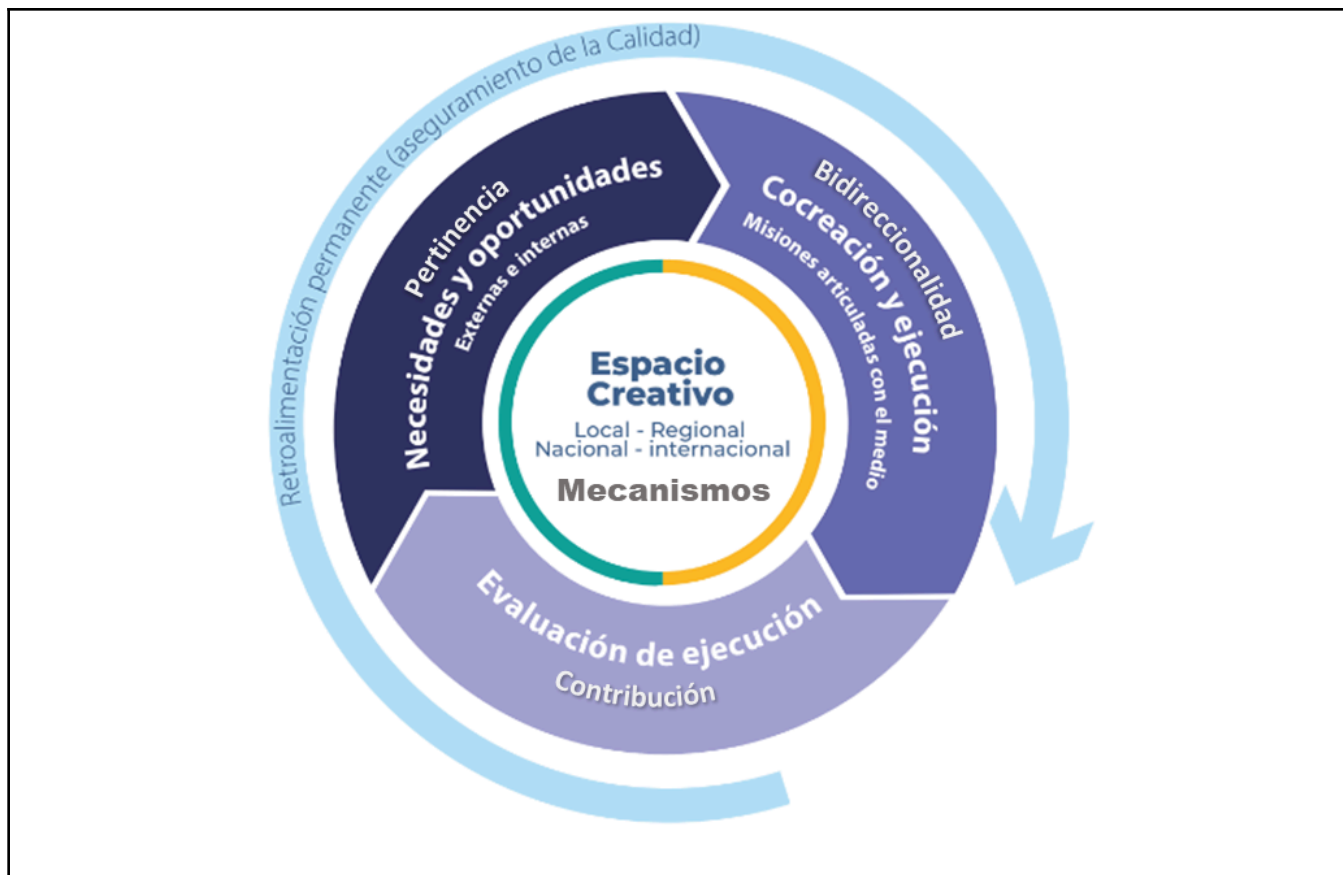 Retroalimentación permanente (aseguramiento de la Calidad)
Pertinencia
Necesidades y oportunidades
Externas e internas
Bidireccionalidad
Cocreación y ejecución
Misiones articuladas con el medio
Espacio
Creativo
Local - Regional
Nacional - internacional
Mecanismos
Evaluación de ejecución
Contribución